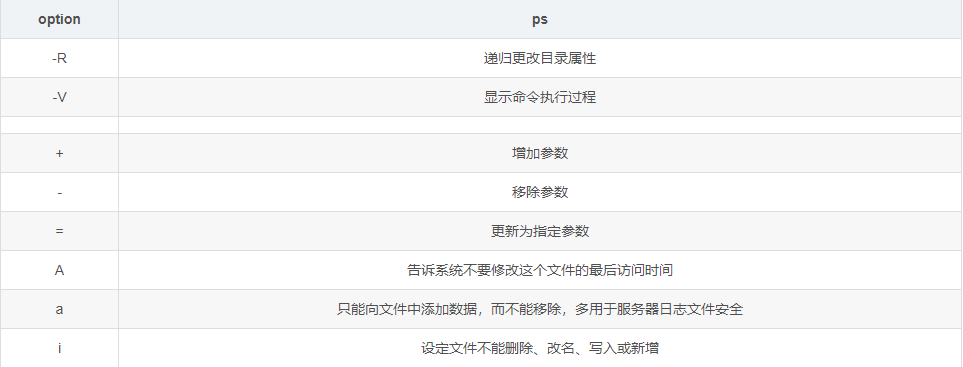 option ps
-R 递归更改目录属性
-V 显示命令执行过程
+ 增加参数
- 移除参数
= 更新为指定参数
A 告诉系统不要修改这个文件的最后访问时间
a 只能向文件中添加数据，而不能移除，多用于服务器日志文件安全
i 设定文件不能删除、改名、写入或新增